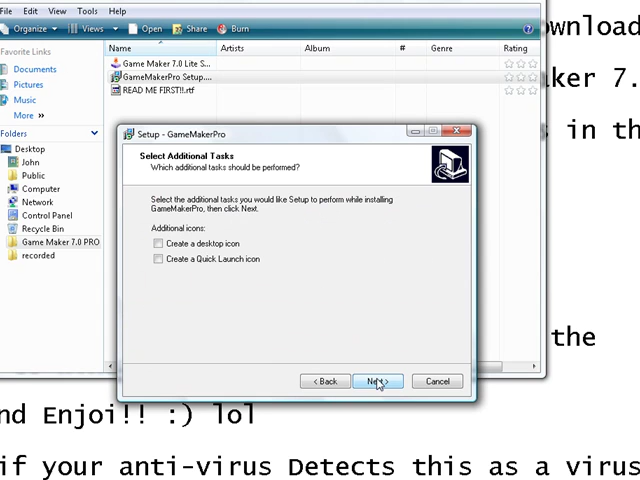 File Edit View Tools Help
Organize Views Open Share Burn
ownload
Name Artists Album # Genre Rating
Favorite Links
Game Maker 7.0 Lite S...
Documents
GameMakerPro Setup....
aker 7.
Pictures
READ ME FIRST!!.rtf
Music
More »
s in th
Folders
Setup - GameMakerPro
Desktop
John
Public
Computer
Network
Control Panel
Recycle Bin
Game Maker 7.0 PRO
recorded
Select Additional Tasks
Which additional tasks should be performed?
Select the additional tasks you would like Setup to perform while installing
GameMakerPro, then click Next.
Additional icons:
Create a desktop icon
Create a Quick Launch icon
the
< Back Next > Cancel
nd Enjoi!! :) lol
if your anti-virus Detects this as a virus